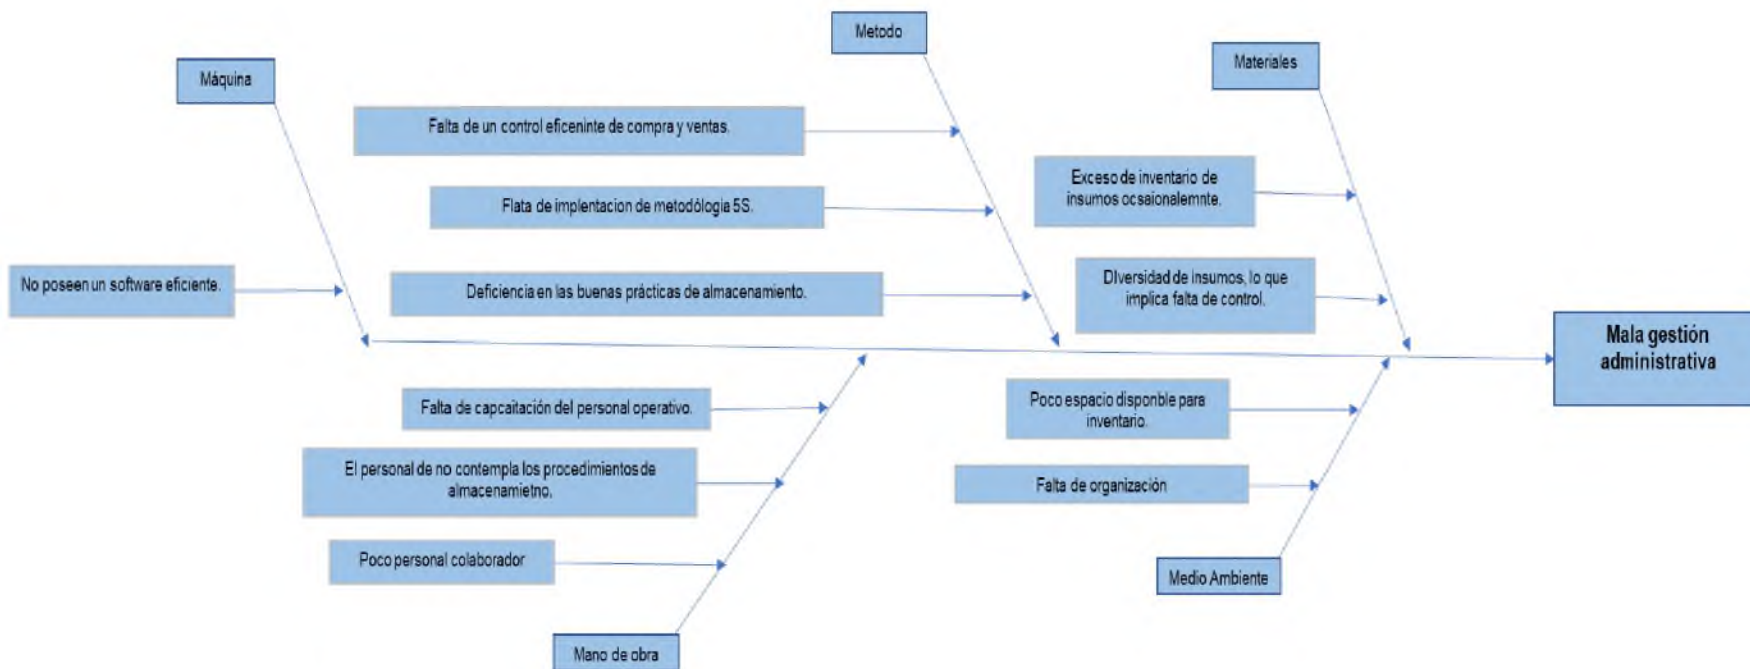 Metodo
Materiales
Máquina
Falta de un control eficeninte de compra y ventas.
Exceso de inventario de
insumos ocsaionalemnte.
Flata de implentacion de metodólogia 5S.
No poseen un software eficiente.
Deficiencia en las buenas prácticas de almacenamiento.
DIversidad de insumos, lo que
implica falta de control.
Mala gestión
administrativa
Falta de capcaitación del personal operativo.
Poco espacio disponble para
inventario.
El personal de no contempla los procedimientos de
almacenamietno.
Falta de organización
Poco personal colaborador
Medio Ambiente
Mano de obra